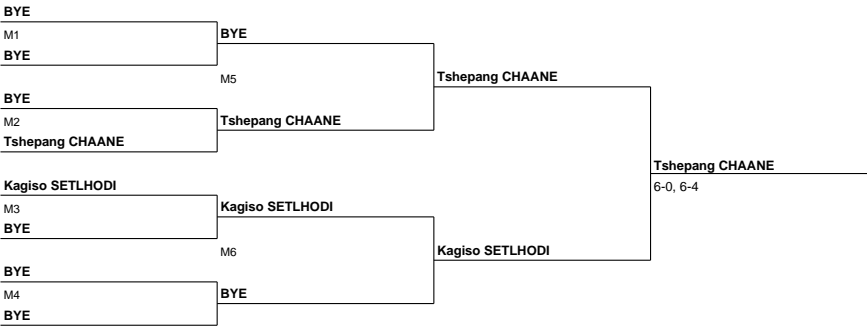 BYE
M1
BYE
BYE
M5
BYE
M2
Tshepang CHAANE
Tshepang CHAANE
Tshepang CHAANE
Tshepang CHAANE
6-0, 6-4
Kagiso SETLHODI
M3
BYE
Kagiso SETLHODI
M6
Kagiso SETLHODI
BYE
M4
BYE
BYE